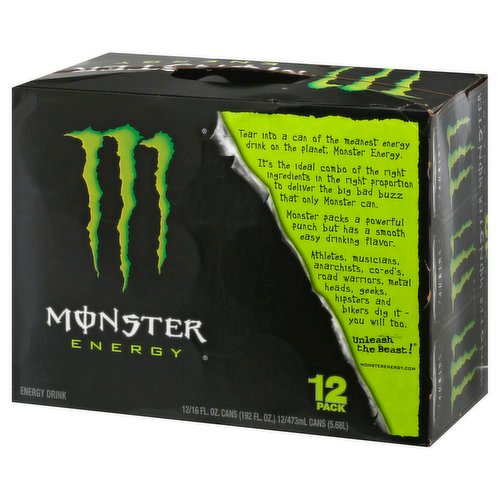 MONSTER
ENERGY
®
®
Tear into a can of the meanest energy
drink on the planet, Monster Energy.
It's the ideal combo of the right
ingredients in the right proportion
to deliver the big bad buzz
that only Monster can.
Monster packs a powerful
punch but has a smooth
easy drinking flavor.
Athletes, musicians,
anarchists, co-ed's,
road warriors, metal
heads, geeks,
hipsters and
bikers dig it -
you will too.
Unleash
the Beast!®
MONSTERENERGY.COM
12
PACK
ENERGY DRINK
12/16 FL. OZ. CANS (192 FL. OZ.) 12/473mL CANS (5.68L)